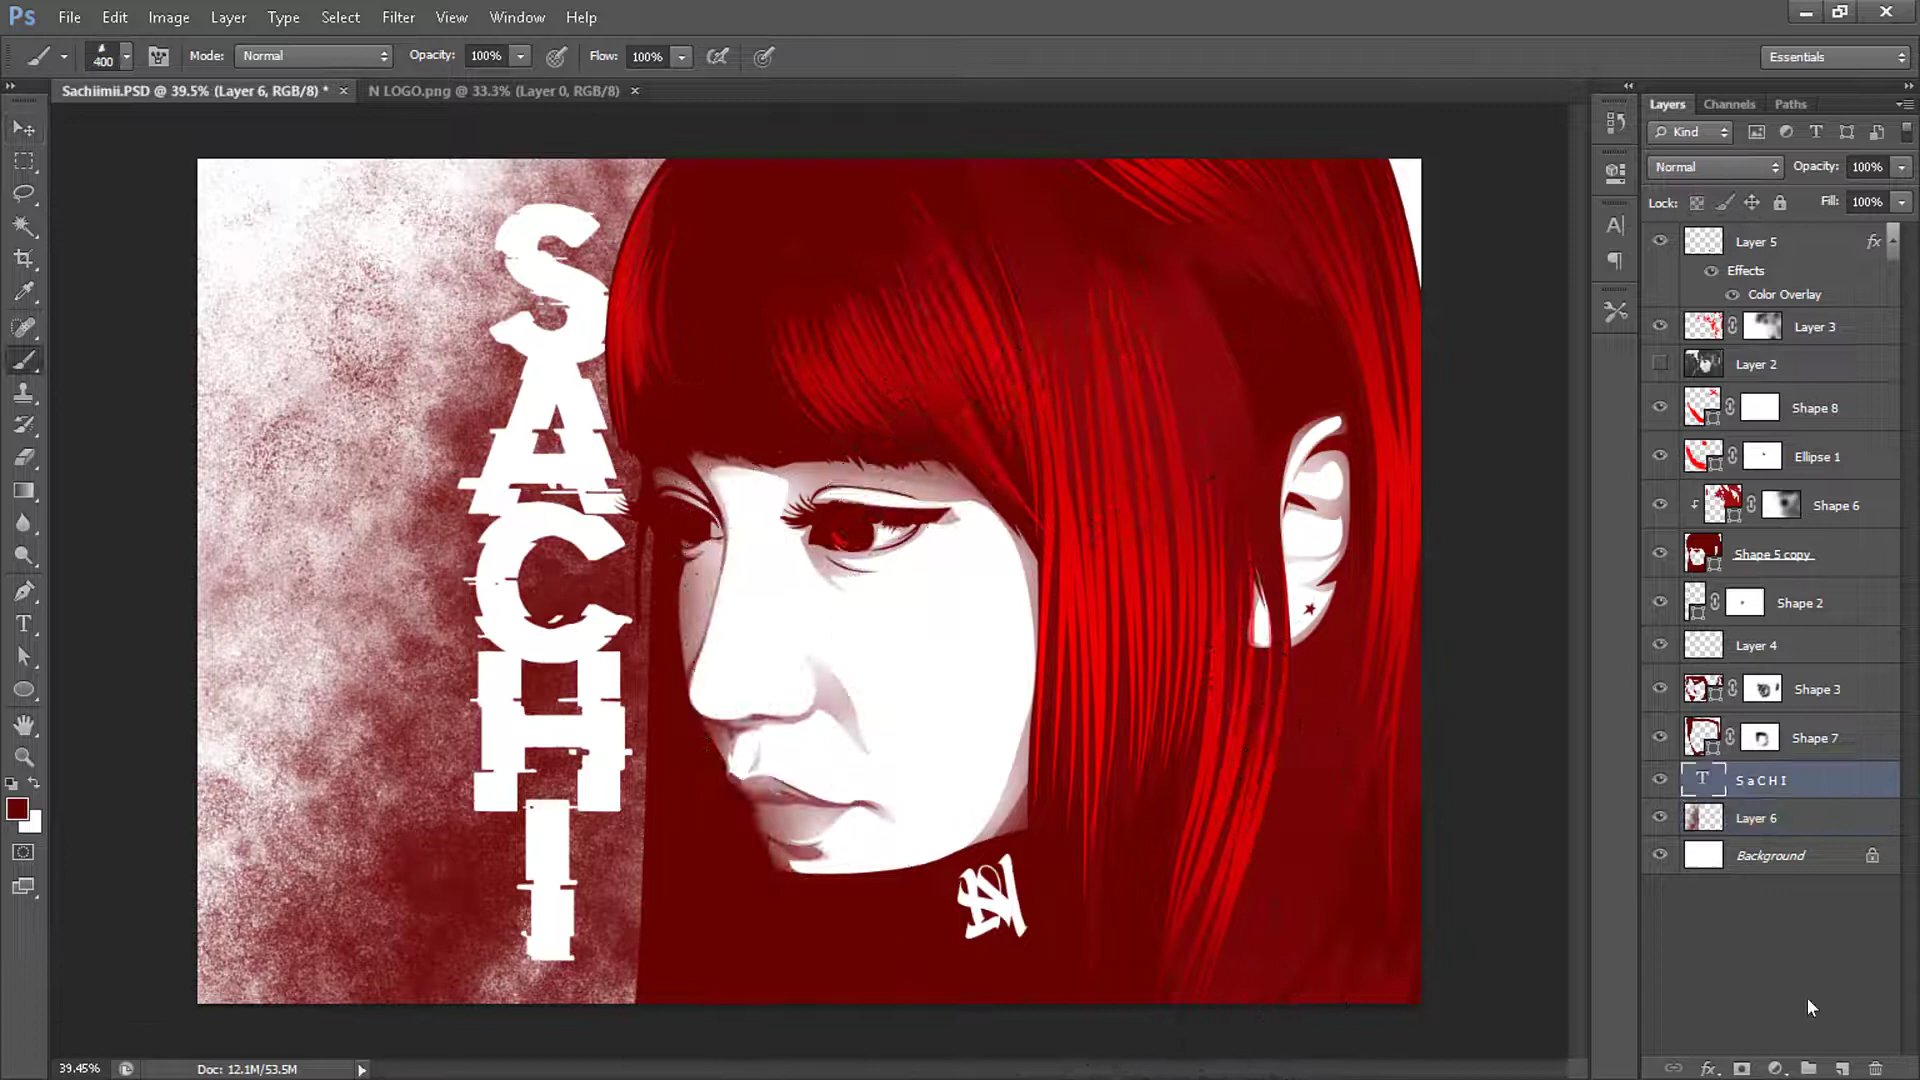 Ps File Edit Image Layer Type Select Filter View Window Help
400 Mode: Normal Opacity: 100% Flow: 100% Essentials
Sachiimii.PSD @ 39.5% (Layer 6, RGB/8) * × N LOGO.png @ 33.3% (Layer 0, RGB/8) ×
Layers Channels Paths
Kind
Normal Opacity: 100%
Lock: Fill: 100%
Layer 5 fx
Effects
Color Overlay
Layer 3
Layer 2
Shape 8
Ellipse 1
Shape 6
Shape 5 copy
Shape 2
Layer 4
Shape 3
Shape 7
S a C H I
Layer 6
Background
SACHI
39.45% Doc: 12.1M/53.5M